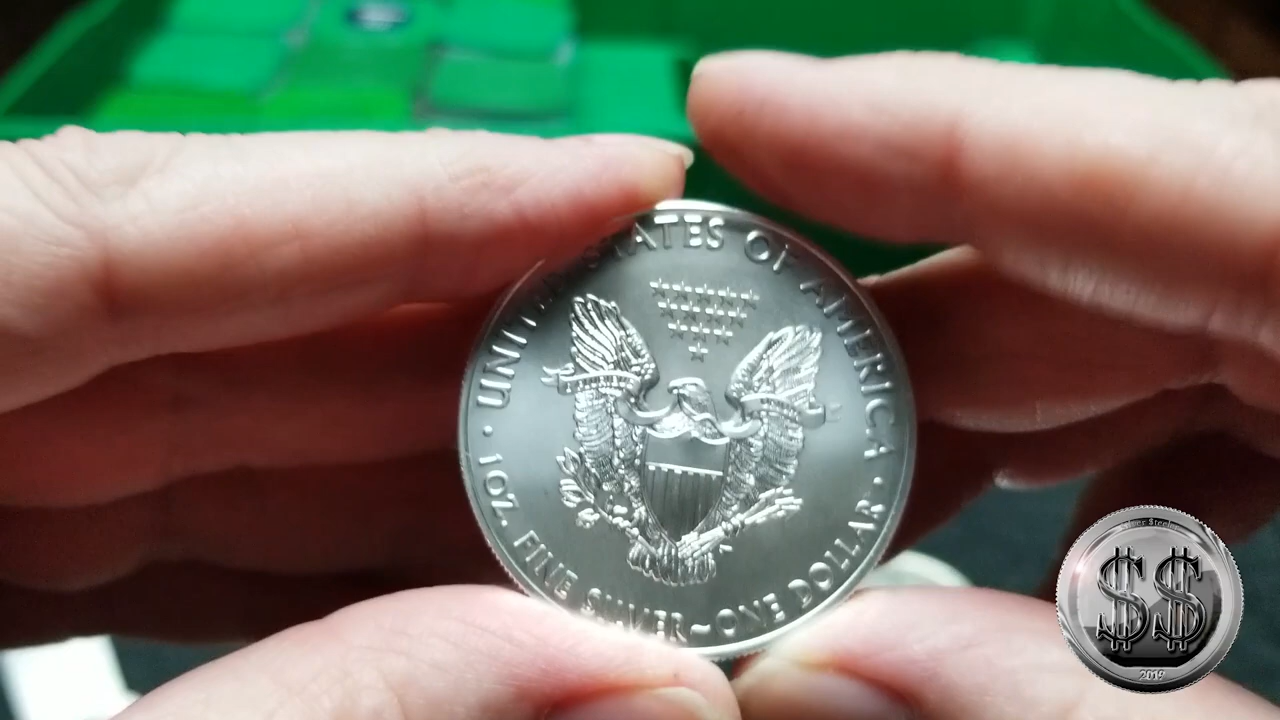 UNITED STATES OF AMERICA
· 1 OZ. FINE SILVER~ONE DOLLAR ·
$$
2019